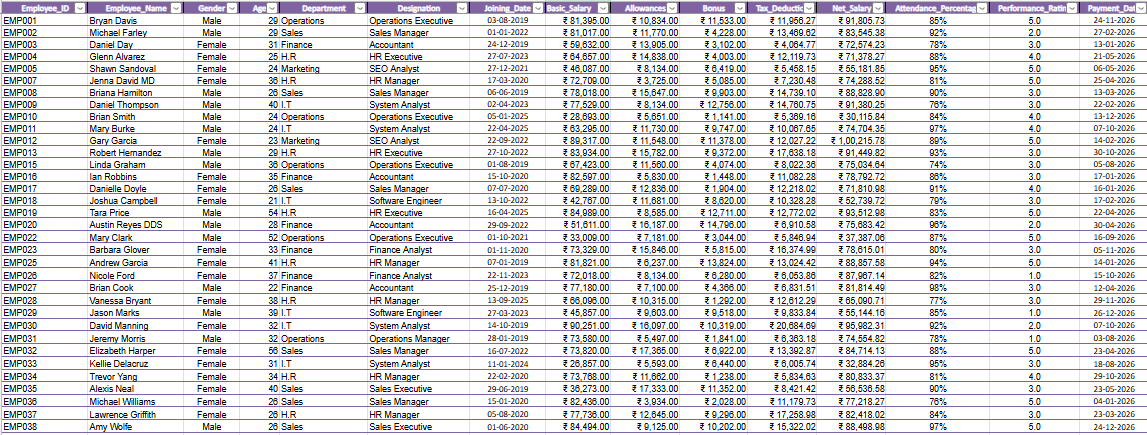 Employee_ID Employee_Name Gender Age Department Designation Joining_Date Basic_Salary Allowances Bonus Tax_Deductio Net_Salary Attendance_Percentag Performance_Ratin Payment_Dat
EMP001 Bryan Davis Male 29 Operations Operations Executive 03-08-2019 ₹ 81,395.00 ₹ 10,834.00 ₹ 11,533.00 ₹ 11,956.27 ₹ 91,805.73 85% 5.0 24-11-2026
EMP002 Michael Farley Male 29 Sales Sales Manager 01-01-2022 ₹ 81,017.00 ₹ 11,770.00 ₹ 4,228.00 ₹ 13,469.62 ₹ 83,545.38 92% 2.0 27-02-2026
EMP003 Daniel Day Female 31 Finance Accountant 24-12-2019 ₹ 59,632.00 ₹ 13,905.00 ₹ 3,102.00 ₹ 4,064.77 ₹ 72,574.23 78% 3.0 13-01-2026
EMP004 Glenn Alvarez Female 25 H.R HR Executive 27-07-2023 ₹ 64,657.00 ₹ 14,838.00 ₹ 4,003.00 ₹ 12,119.73 ₹ 71,378.27 88% 4.0 21-05-2026
EMP005 Shawn Sandoval Female 24 Marketing SEO Analyst 27-12-2021 ₹ 46,087.00 ₹ 8,134.00 ₹ 6,419.00 ₹ 5,458.15 ₹ 55,181.85 95% 5.0 06-05-2026
EMP007 Jenna David MD Female 36 H.R HR Manager 17-03-2020 ₹ 72,709.00 ₹ 3,725.00 ₹ 5,085.00 ₹ 7,230.48 ₹ 74,288.52 81% 5.0 25-04-2026
EMP008 Briana Hamilton Male 26 Sales Sales Manager 06-06-2019 ₹ 78,018.00 ₹ 15,647.00 ₹ 9,903.00 ₹ 14,739.10 ₹ 88,828.90 90% 3.0 13-03-2026
EMP009 Daniel Thompson Male 40 I.T System Analyst 02-04-2023 ₹ 77,529.00 ₹ 8,134.00 ₹ 12,756.00 ₹ 14,760.75 ₹ 91,380.25 76% 3.0 22-02-2026
EMP010 Brian Smith Male 24 Operations Operations Executive 05-01-2025 ₹ 28,693.00 ₹ 5,651.00 ₹ 1,141.00 ₹ 5,369.16 ₹ 30,115.84 84% 4.0 13-12-2026
EMP011 Mary Burke Male 24 I.T System Analyst 22-04-2025 ₹ 63,295.00 ₹ 11,730.00 ₹ 9,747.00 ₹ 10,067.65 ₹ 74,704.35 97% 4.0 07-10-2026
EMP012 Gary Garcia Female 23 Marketing SEO Analyst 22-09-2022 ₹ 89,317.00 ₹ 11,548.00 ₹ 11,378.00 ₹ 12,027.22 ₹ 1,00,215.78 89% 5.0 14-02-2026
EMP013 Robert Hernandez Male 29 H.R HR Executive 27-10-2022 ₹ 83,934.00 ₹ 15,782.00 ₹ 9,372.00 ₹ 17,638.18 ₹ 91,449.82 93% 3.0 30-10-2026
EMP015 Linda Graham Male 36 Operations Operations Executive 01-08-2019 ₹ 67,423.00 ₹ 11,560.00 ₹ 4,074.00 ₹ 8,022.36 ₹ 75,034.64 74% 3.0 05-08-2026
EMP016 Ian Robbins Female 35 Finance Accountant 15-10-2020 ₹ 82,597.00 ₹ 5,830.00 ₹ 1,448.00 ₹ 11,082.28 ₹ 78,792.72 86% 3.0 17-01-2026
EMP017 Danielle Doyle Female 26 Sales Sales Manager 07-07-2020 ₹ 69,289.00 ₹ 12,836.00 ₹ 1,904.00 ₹ 12,218.02 ₹ 71,810.98 91% 4.0 16-01-2026
EMP018 Joshua Campbell Female 21 I.T Software Engineer 13-10-2022 ₹ 42,767.00 ₹ 11,681.00 ₹ 8,620.00 ₹ 10,328.28 ₹ 52,739.72 79% 3.0 17-02-2026
EMP019 Tara Price Male 54 H.R HR Executive 16-04-2025 ₹ 84,989.00 ₹ 8,585.00 ₹ 12,711.00 ₹ 12,772.02 ₹ 93,512.98 83% 5.0 22-04-2026
EMP020 Austin Reyes DDS Male 28 Finance Accountant 29-09-2022 ₹ 51,611.00 ₹ 16,187.00 ₹ 14,796.00 ₹ 6,910.58 ₹ 75,683.42 96% 2.0 30-04-2026
EMP022 Mary Clark Male 52 Operations Operations Executive 01-10-2021 ₹ 33,009.00 ₹ 7,181.00 ₹ 3,044.00 ₹ 5,846.94 ₹ 37,387.06 87% 5.0 16-09-2026
EMP023 Barbara Glover Female 33 Finance Finance Analyst 01-11-2020 ₹ 73,329.00 ₹ 15,846.00 ₹ 5,815.00 ₹ 16,374.99 ₹ 78,615.01 80% 3.0 05-11-2026
EMP025 Andrew Garcia Female 41 H.R HR Manager 07-01-2019 ₹ 81,821.00 ₹ 6,237.00 ₹ 13,824.00 ₹ 13,024.42 ₹ 88,857.58 94% 5.0 14-01-2026
EMP026 Nicole Ford Female 37 Finance Finance Analyst 22-11-2023 ₹ 72,018.00 ₹ 8,134.00 ₹ 6,280.00 ₹ 6,053.86 ₹ 87,967.14 82% 1.0 15-10-2026
EMP027 Brian Cook Male 22 Finance Accountant 25-12-2019 ₹ 77,180.00 ₹ 7,100.00 ₹ 4,366.00 ₹ 6,831.51 ₹ 81,814.49 98% 3.0 12-04-2026
EMP028 Vanessa Bryant Female 38 H.R HR Manager 13-09-2025 ₹ 66,096.00 ₹ 10,315.00 ₹ 1,292.00 ₹ 12,612.29 ₹ 65,090.71 77% 3.0 29-11-2026
EMP029 Jason Marks Male 39 I.T Software Engineer 27-03-2023 ₹ 45,857.00 ₹ 9,603.00 ₹ 9,518.00 ₹ 9,833.84 ₹ 55,144.16 85% 1.0 26-12-2026
EMP030 David Manning Female 32 I.T System Analyst 14-10-2019 ₹ 90,251.00 ₹ 16,097.00 ₹ 10,319.00 ₹ 20,684.69 ₹ 95,982.31 92% 2.0 07-10-2026
EMP031 Jeremy Morris Male 32 Operations Operations Manager 28-01-2019 ₹ 73,580.00 ₹ 5,497.00 ₹ 1,841.00 ₹ 6,363.18 ₹ 74,554.82 78% 1.0 03-08-2026
EMP032 Elizabeth Harper Female 56 Sales Sales Manager 16-07-2022 ₹ 73,820.00 ₹ 17,365.00 ₹ 6,922.00 ₹ 13,392.87 ₹ 84,714.13 88% 5.0 23-04-2026
EMP033 Kellie Delacruz Female 31 I.T System Analyst 11-01-2024 ₹ 26,857.00 ₹ 5,593.00 ₹ 6,440.00 ₹ 6,005.74 ₹ 32,884.26 95% 3.0 18-08-2026
EMP034 Trevor Yang Female 34 H.R HR Manager 22-02-2020 ₹ 73,768.00 ₹ 11,662.00 ₹ 1,238.00 ₹ 5,834.63 ₹ 80,833.37 81% 4.0 29-10-2026
EMP035 Alexis Neal Female 40 Sales Sales Executive 29-06-2019 ₹ 36,273.00 ₹ 17,333.00 ₹ 11,352.00 ₹ 8,421.42 ₹ 56,536.58 90% 3.0 23-05-2026
EMP036 Michael Williams Female 26 Sales Sales Executive 15-01-2020 ₹ 82,436.00 ₹ 3,934.00 ₹ 2,028.00 ₹ 11,179.73 ₹ 77,218.27 76% 5.0 04-01-2026
EMP037 Lawrence Griffith Female 26 H.R HR Manager 05-08-2020 ₹ 77,736.00 ₹ 12,645.00 ₹ 9,296.00 ₹ 17,258.98 ₹ 82,418.02 84% 3.0 23-03-2026
EMP038 Amy Wolfe Male 26 Sales Sales Executive 01-06-2020 ₹ 84,494.00 ₹ 9,125.00 ₹ 10,202.00 ₹ 15,322.02 ₹ 88,498.98 97% 5.0 24-12-2026